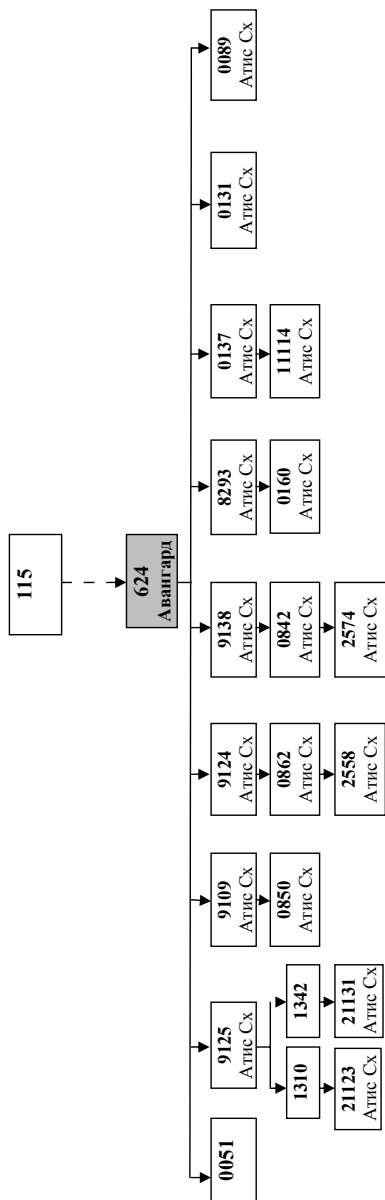 115
624
Авангард
0051
9125
Атис Сх
9109
Атис Сх
9124
Атис Сх
9138
Атис Сх
8293
Атис Сх
0137
Атис Сх
0131
Атис Сх
0089
Атис Сх
1310
1342
0850
Атис Сх
0862
Атис Сх
0842
Атис Сх
0160
Атис Сх
11114
Атис Сх
21123
Атис Сх
21131
Атис Сх
2558
Атис Сх
2574
Атис Сх